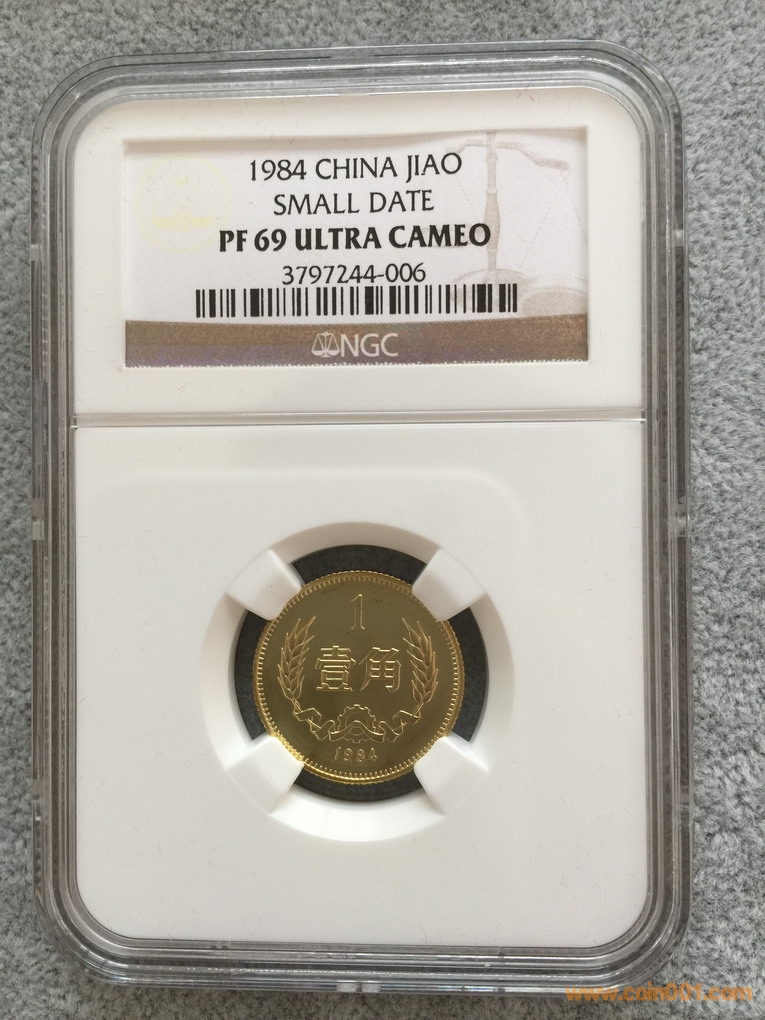 1984 CHINA JIAO
SMALL DATE
PF 69 ULTRA CAMEO
3797244-006
NGC
1
壹角
1984
www.coin001.com